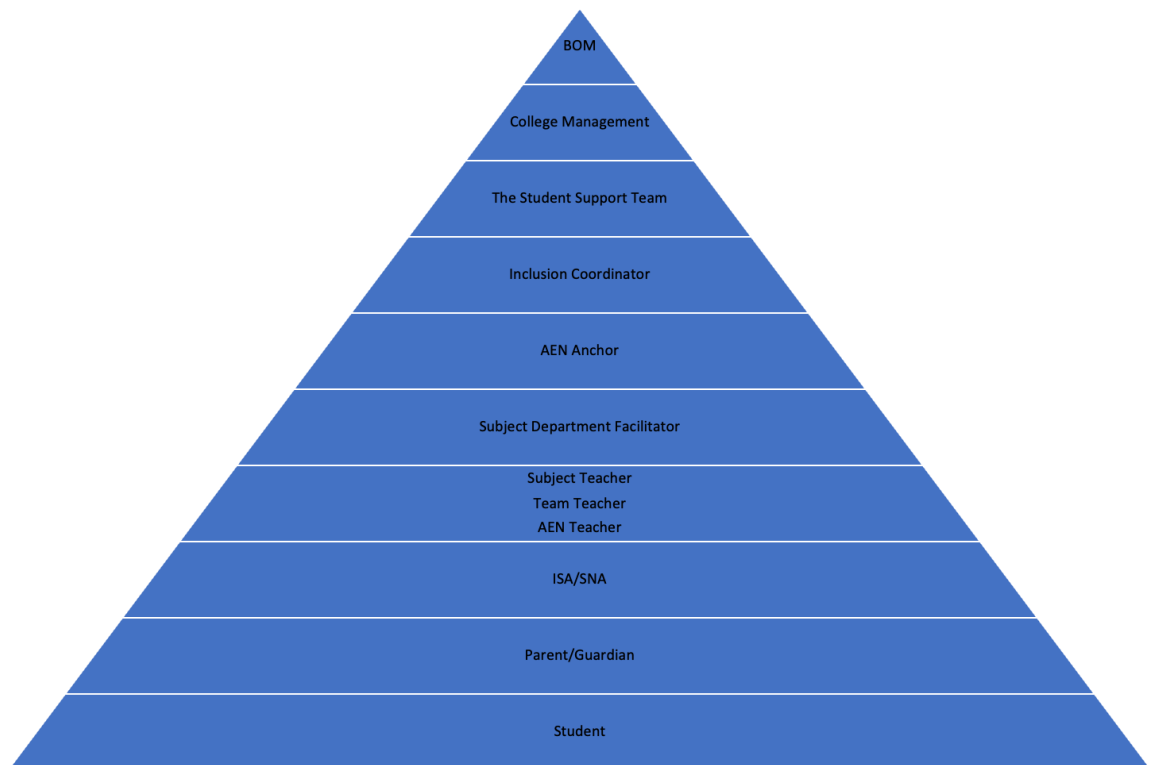 BOM
College Management
The Student Support Team
Inclusion Coordinator
AEN Anchor
Subject Department Facilitator
Subject Teacher
Team Teacher
AEN Teacher
ISA/SNA
Parent/Guardian
Student